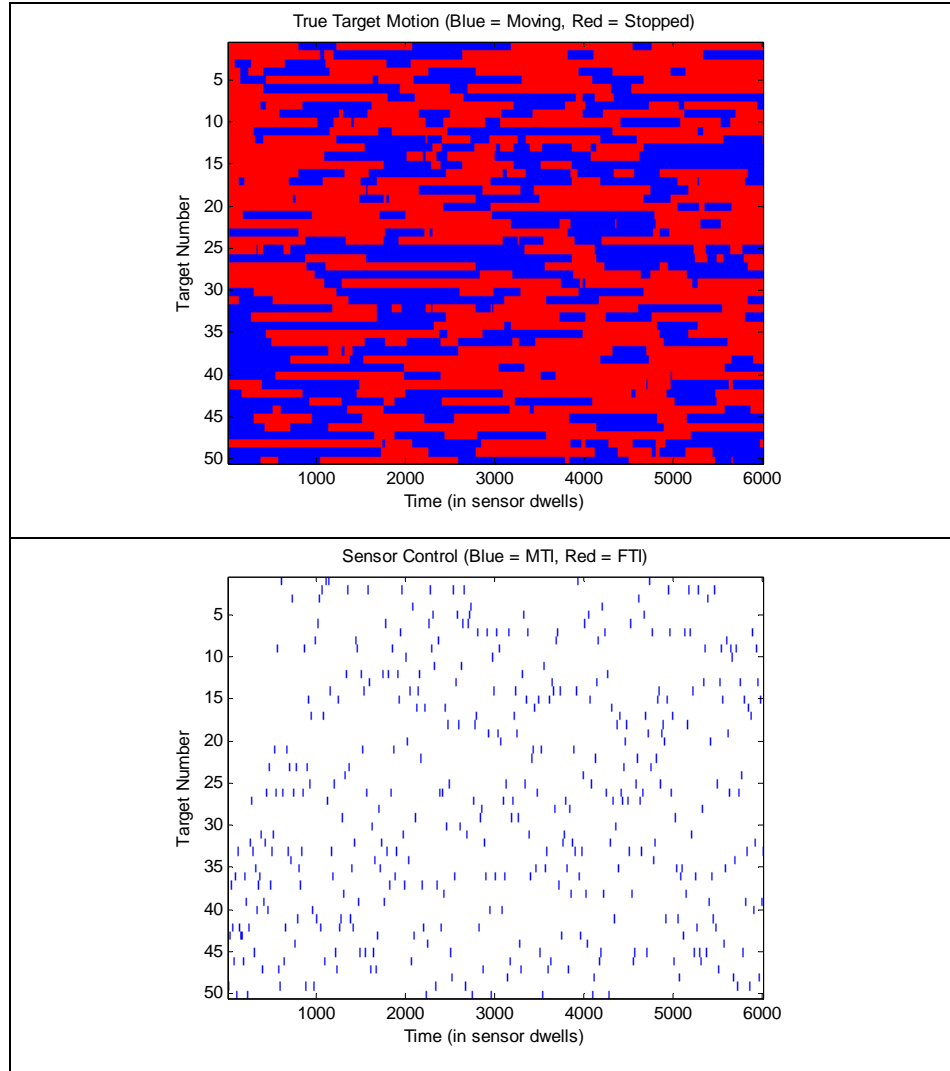 True Target Motion (Blue = Moving, Red = Stopped)
5
10
15
20
25
30
35
40
45
50
Target Number
1000 2000 3000 4000 5000 6000
Time (in sensor dwells)
Sensor Control (Blue = MTI, Red = FTI)
5
10
15
20
25
30
35
40
45
50
Target Number
1000 2000 3000 4000 5000 6000
Time (in sensor dwells)